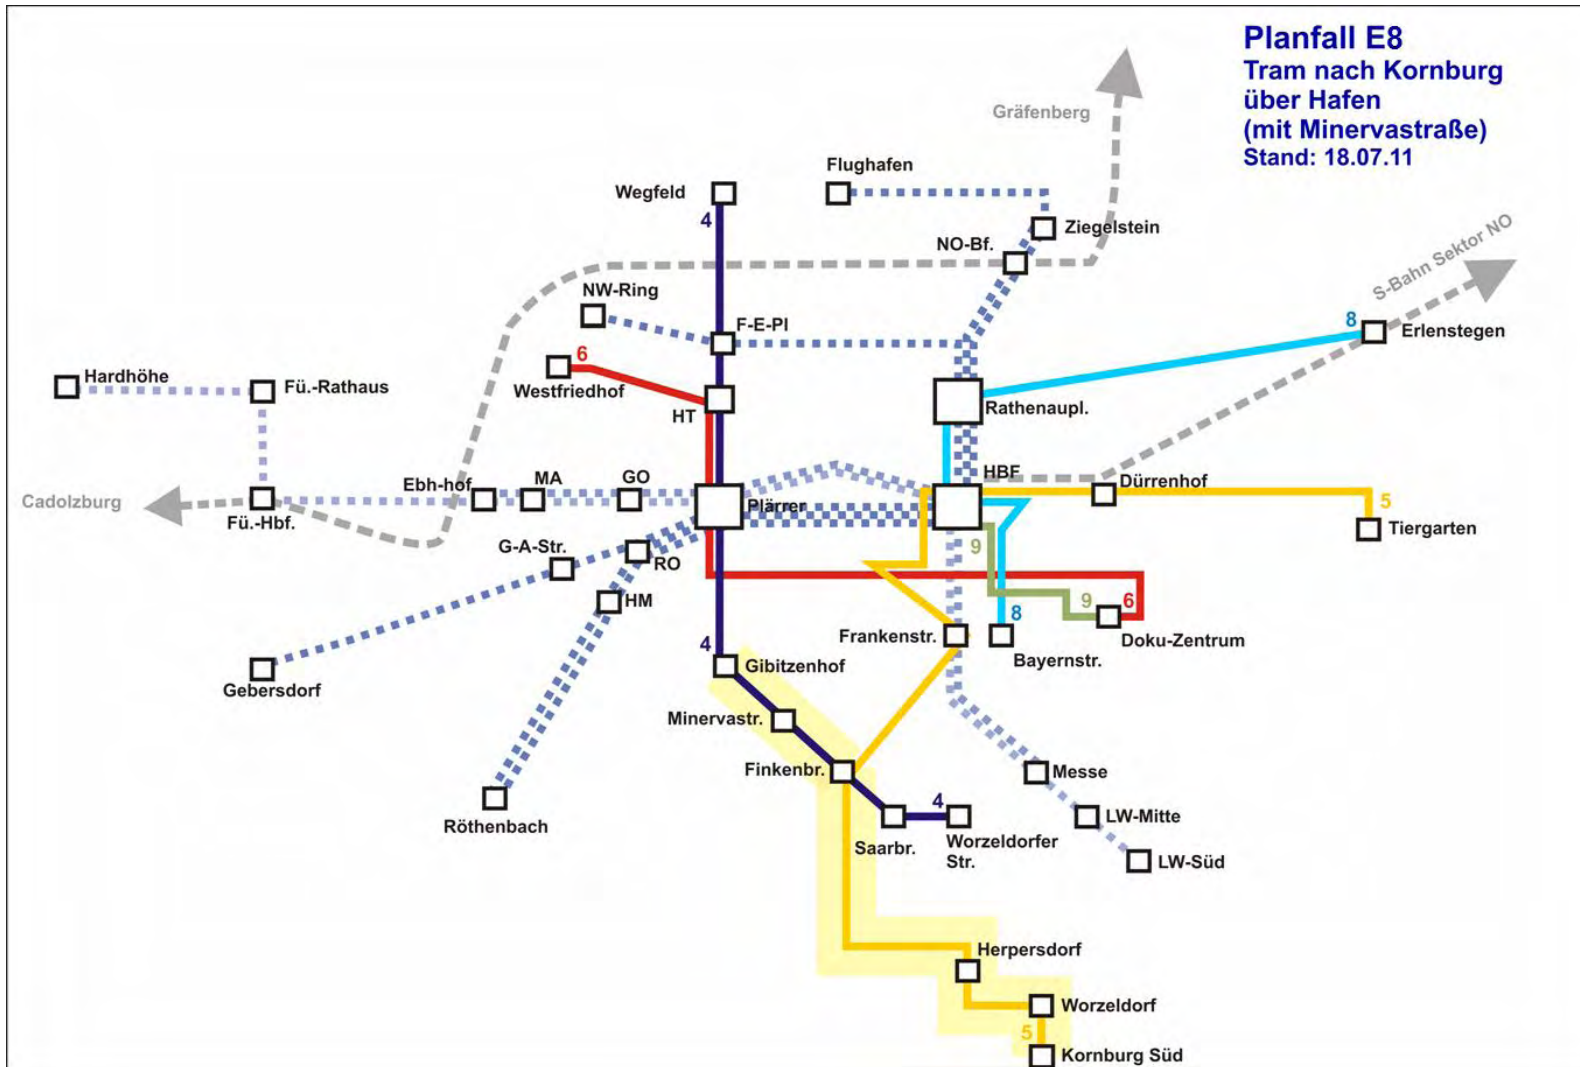 Planfall E8
Tram nach Kornburg
über Hafen
(mit Minervastraße)
Stand: 18.07.11
Gräfenberg
Flughafen
Wegfeld
4
Ziegelstein
NO-Bf.
S-Bahn Sektor NO
NW-Ring
F-E-Pl
8
Erlenstegen
6
Westfriedhof
Hardhöhe
Fü.-Rathaus
HT
Rathenaupl.
HBF
Ebh-hof
MA
GO
Dürrenhof
Cadolzburg
Fü.-Hbf.
Plärrer
5
Tiergarten
G-A-Str.
RO
9
HM
9
6
8
Frankenstr.
Bayernstr.
Doku-Zentrum
4
Gibitzenhof
Gebersdorf
Minervastr.
Finkenbr.
Messe
4
Röthenbach
Saarbr.
Worzeldorfer
Str.
LW-Mitte
LW-Süd
Herpersdorf
Worzeldorf
5
Kornburg Süd